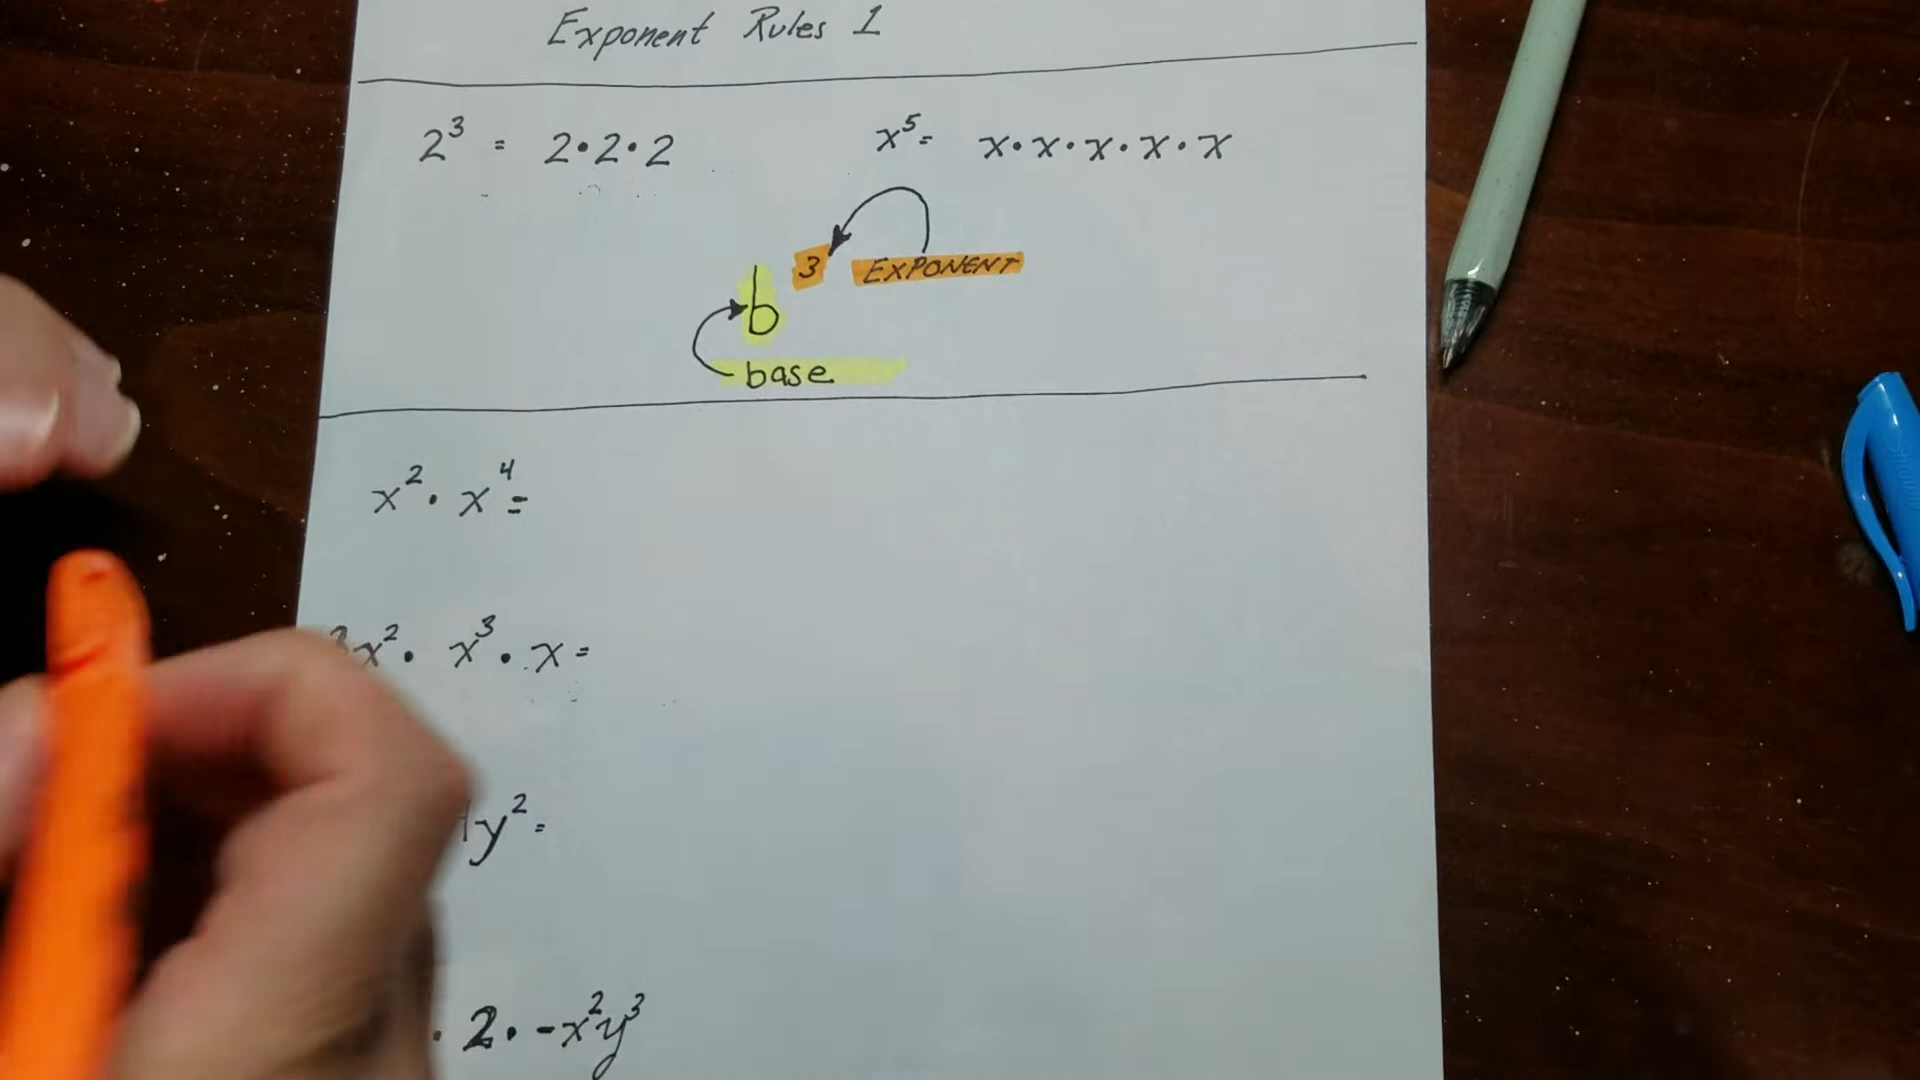 Exponent Rules 1
2³ = 2•2•2   x⁵= x•x•x•x•x
3 EXPONENT
b
base
x²• x⁴=
x²• x³•x=
y²=
• 2•-x²y³